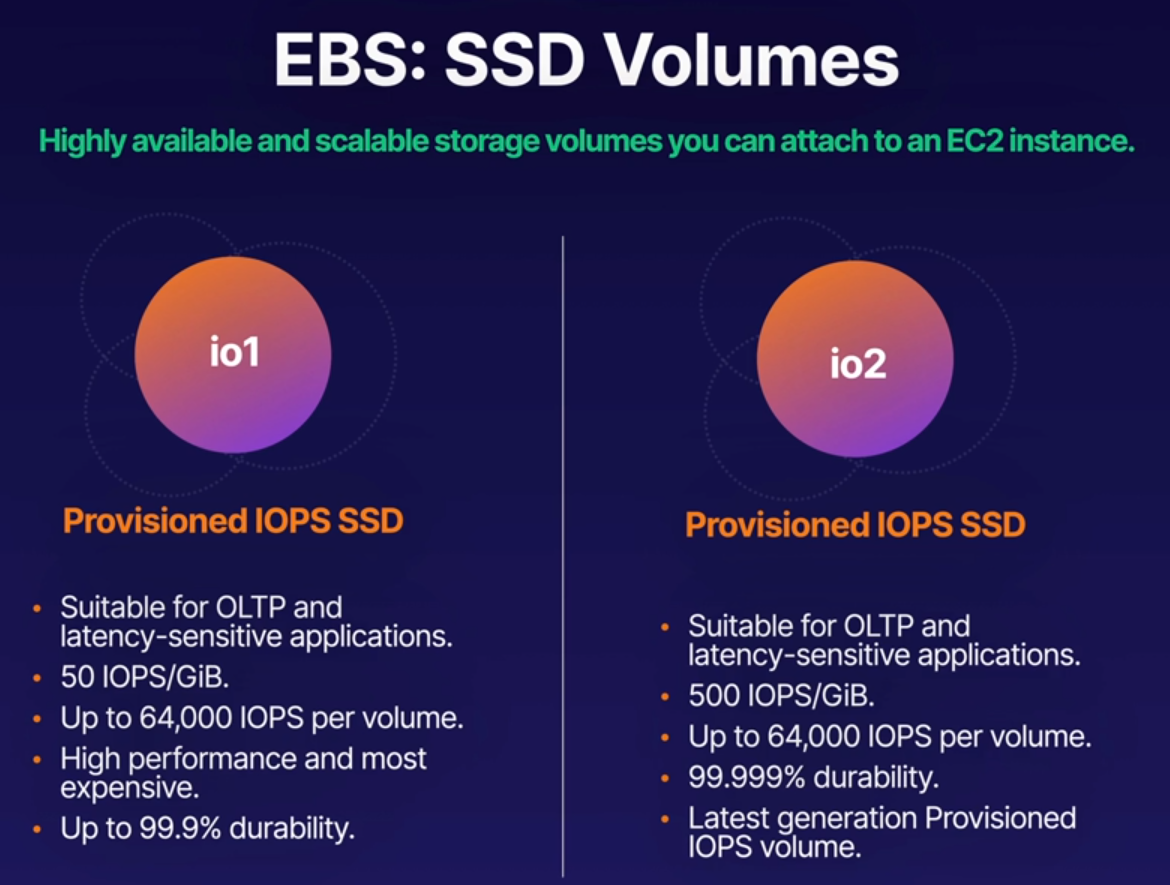 EBS: SSD Volumes
Highly available and scalable storage volumes you can attach to an EC2 instance.
io1
Provisioned IOPS SSD
• Suitable for OLTP and
latency-sensitive applications.
• 50 IOPS/GiB.
• Up to 64,000 IOPS per volume.
• High performance and most
expensive.
• Up to 99.9% durability.
io2
Provisioned IOPS SSD
• Suitable for OLTP and
latency-sensitive applications.
• 500 IOPS/GiB.
• Up to 64,000 IOPS per volume.
• 99.999% durability.
• Latest generation Provisioned
IOPS volume.